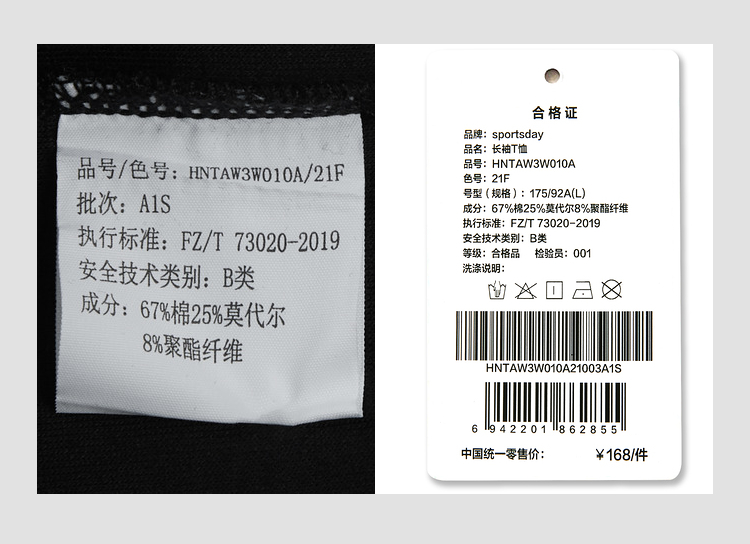 品号/色号：HNTAW3W010A/21F
批次：A1S
执行标准：FZ/T 73020-2019
安全技术类别：B类
成分：67%棉25%莫代尔
8%聚酯纤维
合格证
品牌：sportsday
品名：长袖T恤
品号：HNTAW3W010A
色号：21F
号型（规格）：175/92A(L)
成分：67%棉25%莫代尔8%聚酯纤维
执行标准：FZ/T 73020-2019
安全技术类别：B类
等级：合格品 检验员：001
洗涤说明：
HNTAW3W010A21003A1S
6 942201 862855
中国统一零售价： ￥168/件